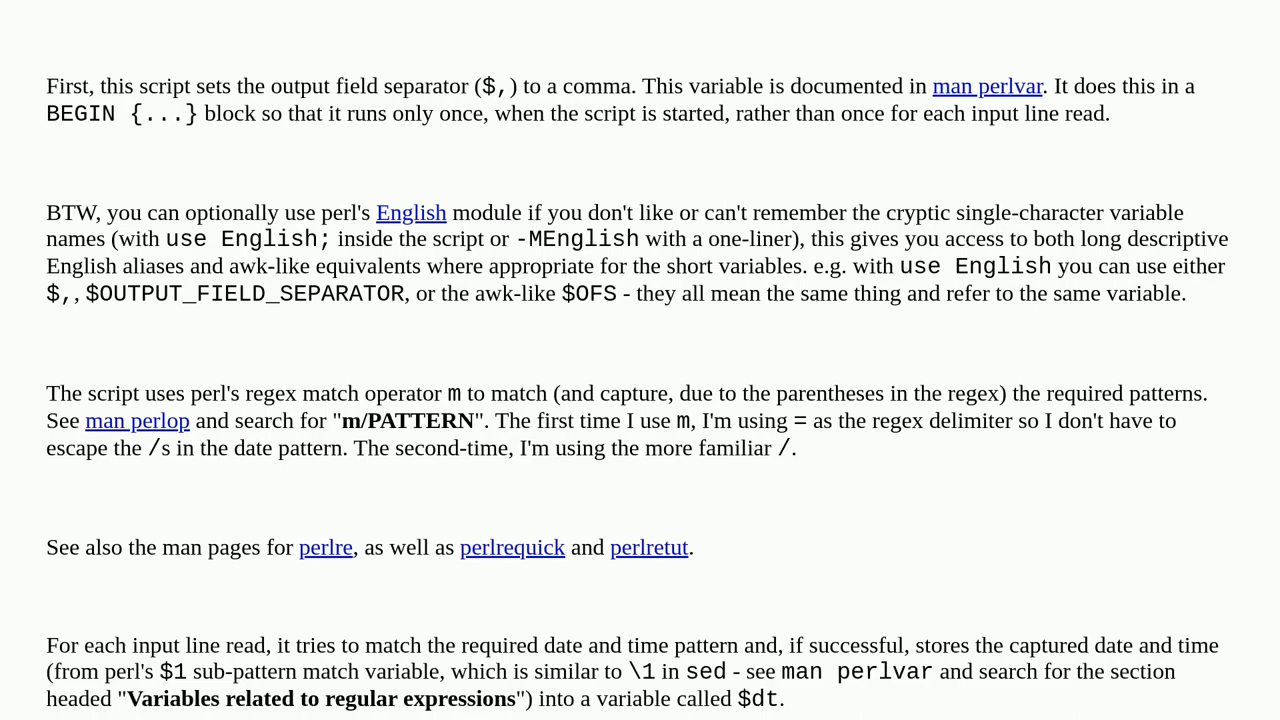 First, this script sets the output field separator ($,) to a comma. This variable is documented in man perlvar. It does this in a
BEGIN {...} block so that it runs only once, when the script is started, rather than once for each input line read.
BTW, you can optionally use perl's English module if you don't like or can't remember the cryptic single-character variable
names (with use English; inside the script or -MEnglish with a one-liner), this gives you access to both long descriptive
English aliases and awk-like equivalents where appropriate for the short variables. e.g. with use English you can use either
$,, $OUTPUT_FIELD_SEPARATOR, or the awk-like $OFS - they all mean the same thing and refer to the same variable.
The script uses perl's regex match operator m to match (and capture, due to the parentheses in the regex) the required patterns.
See man perlop and search for "m/PATTERN". The first time I use m, I'm using = as the regex delimiter so I don't have to
escape the /s in the date pattern. The second-time, I'm using the more familiar /.
See also the man pages for perlre, as well as perlrequick and perlretut.
For each input line read, it tries to match the required date and time pattern and, if successful, stores the captured date and time
(from perl's $1 sub-pattern match variable, which is similar to \1 in sed - see man perlvar and search for the section
headed "Variables related to regular expressions") into a variable called $dt.